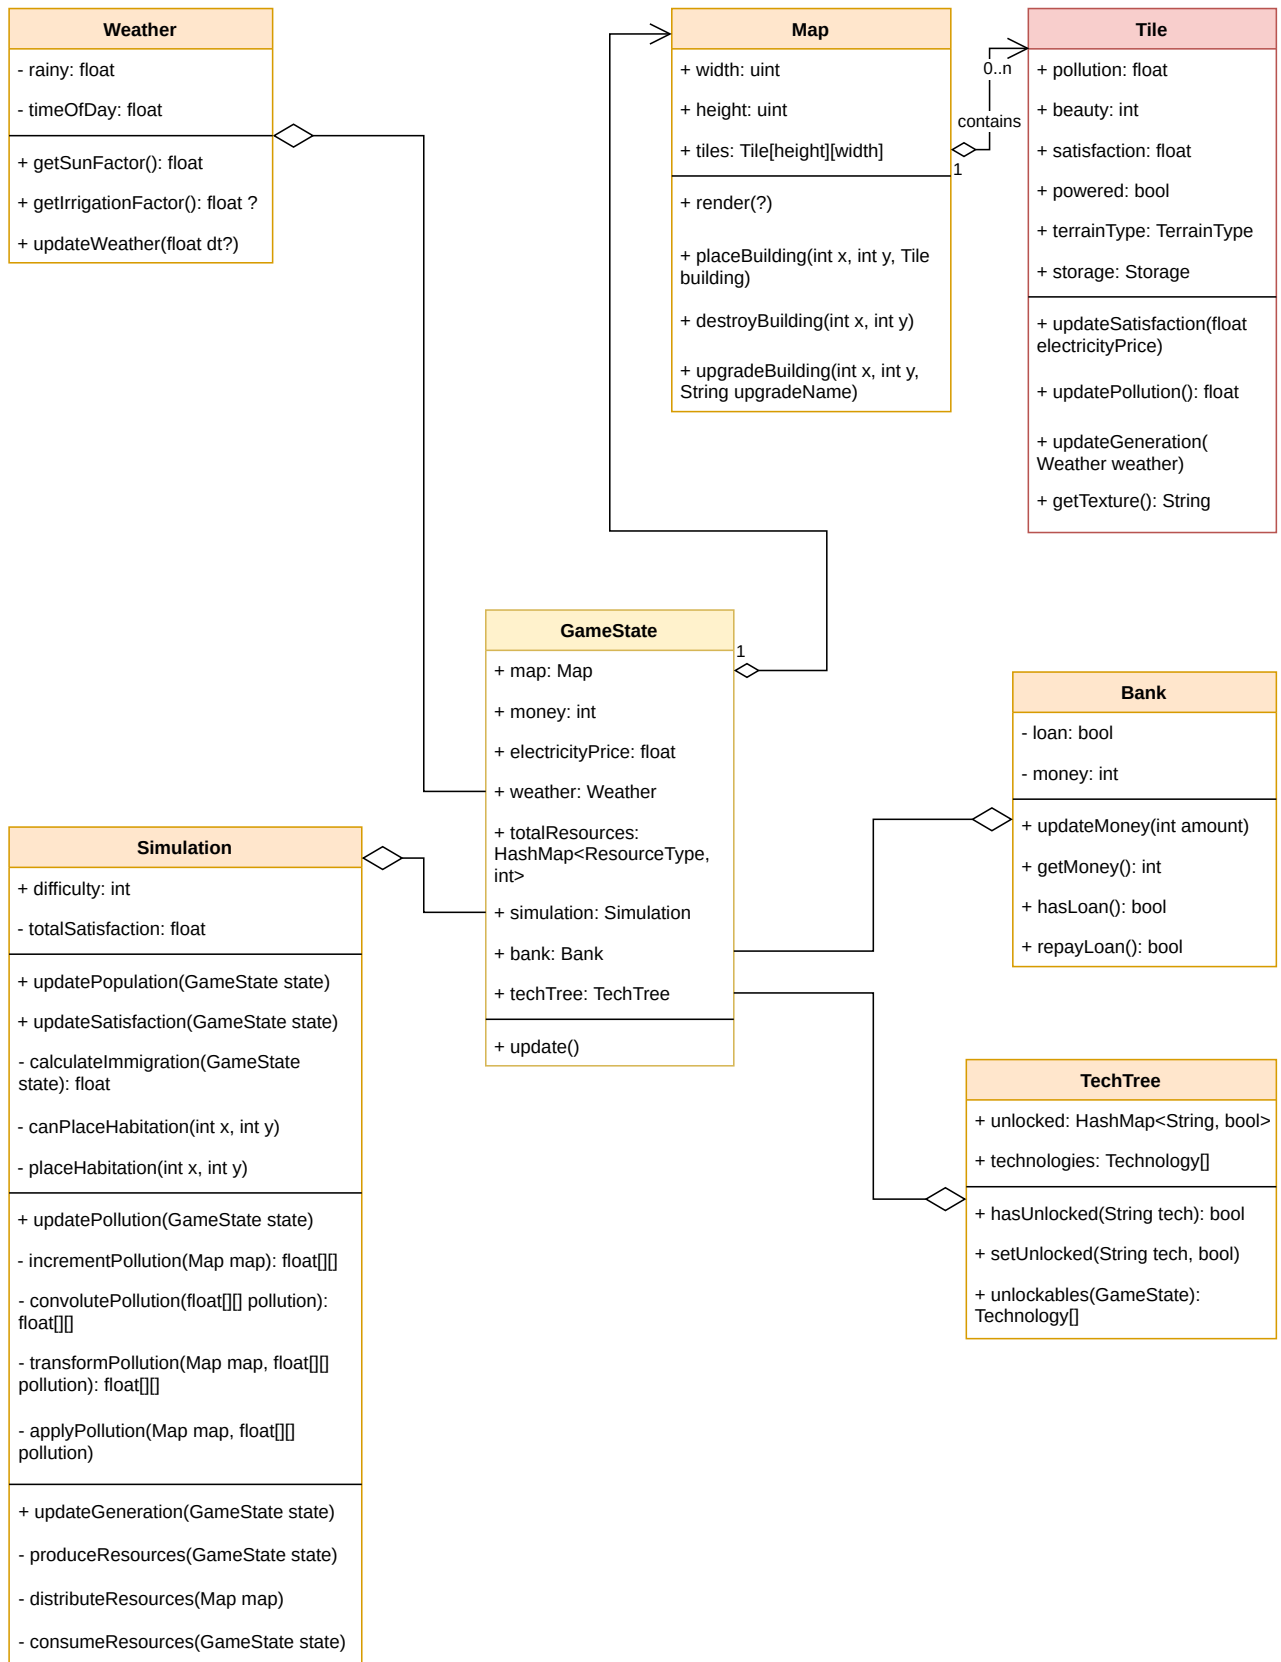 Weather
- rainy: float
- timeOfDay: float
+ getSunFactor(): float
+ getIrrigationFactor(): float ?
+ updateWeather(float dt?)
Map
+ width: uint
+ height: uint
+ tiles: Tile[height][width]
+ render(?)
+ placeBuilding(int x, int y, Tile
building)
+ destroyBuilding(int x, int y)
+ upgradeBuilding(int x, int y,
String upgradeName)
0..n
contains
1
Tile
+ pollution: float
+ beauty: int
+ satisfaction: float
+ powered: bool
+ terrainType: TerrainType
+ storage: Storage
+ updateSatisfaction(float
electricityPrice)
+ updatePollution(): float
+ updateGeneration(
Weather weather)
+ getTexture(): String
GameState
1
+ map: Map
+ money: int
+ electricityPrice: float
+ weather: Weather
+ totalResources:
HashMap<ResourceType,
int>
+ simulation: Simulation
+ bank: Bank
+ techTree: TechTree
+ update()
Bank
- loan: bool
- money: int
+ updateMoney(int amount)
+ getMoney(): int
+ hasLoan(): bool
+ repayLoan(): bool
Simulation
+ difficulty: int
- totalSatisfaction: float
+ updatePopulation(GameState state)
+ updateSatisfaction(GameState state)
- calculateImmigration(GameState
state): float
- canPlaceHabitation(int x, int y)
- placeHabitation(int x, int y)
+ updatePollution(GameState state)
- incrementPollution(Map map): float[][]
- convolutePollution(float[][] pollution):
float[][]
- transformPollution(Map map, float[][]
pollution): float[][]
- applyPollution(Map map, float[][]
pollution)
+ updateGeneration(GameState state)
- produceResources(GameState state)
- distributeResources(Map map)
- consumeResources(GameState state)
TechTree
+ unlocked: HashMap<String, bool>
+ technologies: Technology[]
+ hasUnlocked(String tech): bool
+ setUnlocked(String tech, bool)
+ unlockables(GameState):
Technology[]